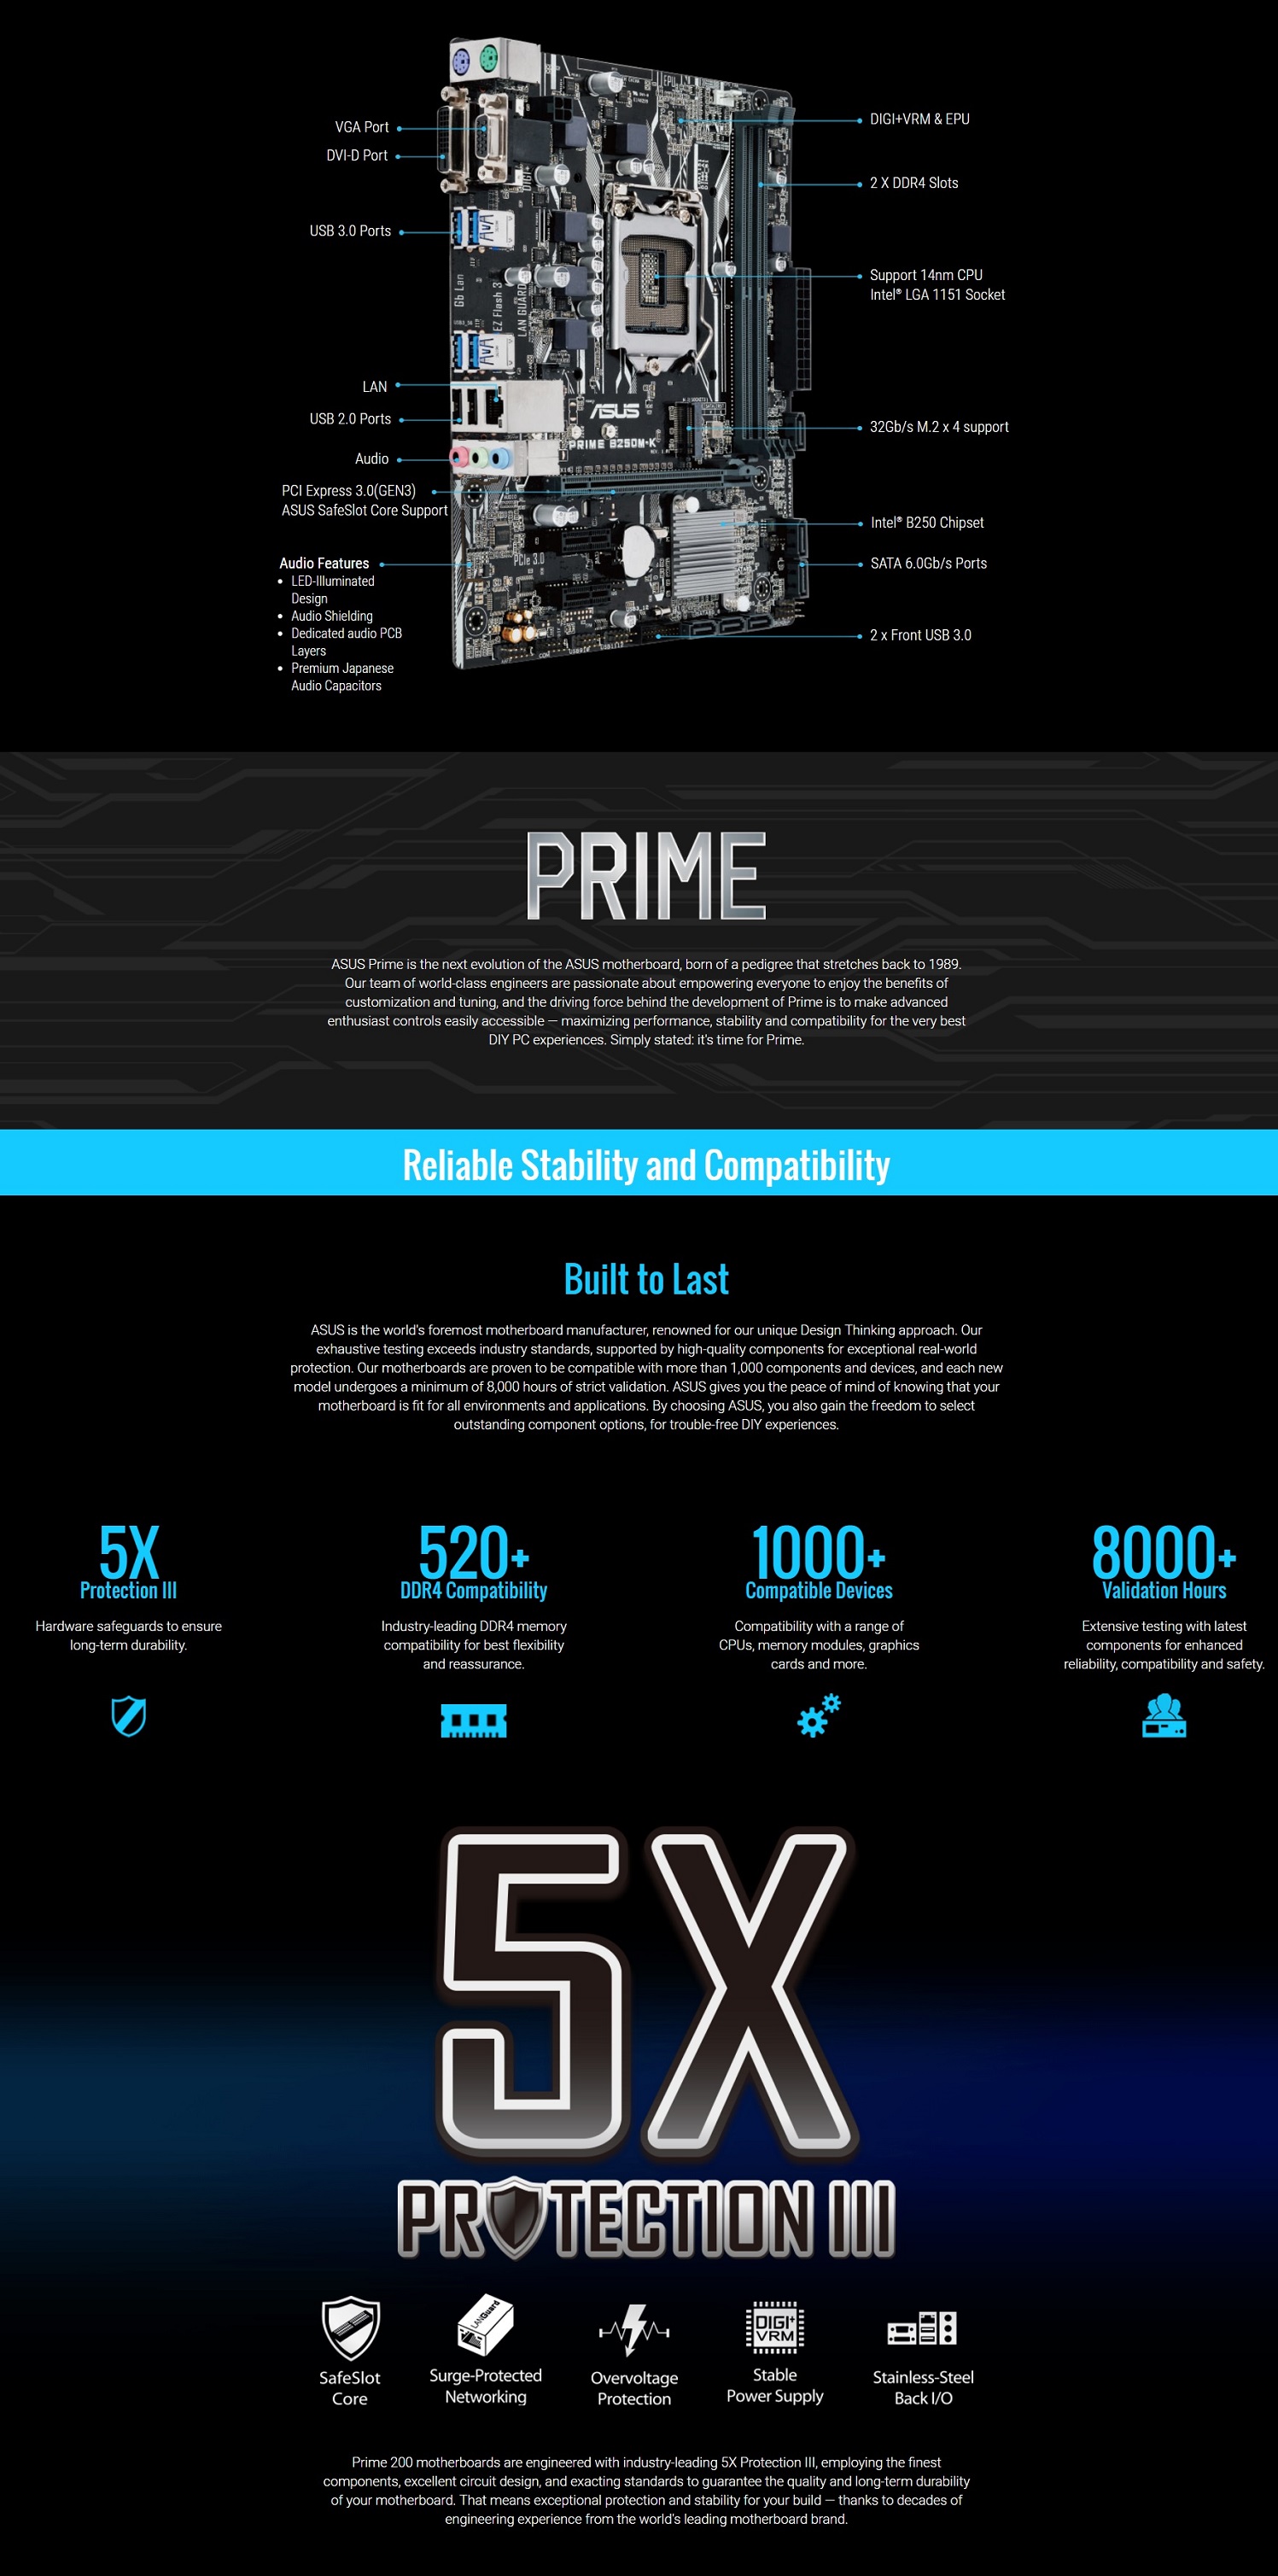 VGA Port
DVI-D Port
USB 3.0 Ports
LAN
USB 2.0 Ports
Audio
PCI Express 3.0(GEN3)
ASUS SafeSlot Core Support
Audio Features
LED-Illuminated
Design
Audio Shielding
Dedicated audio PCB
Layers
Premium Japanese
Audio Capacitors
DIGI+VRM & EPU
2 X DDR4 Slots
Support 14nm CPU
Intel® LGA 1151 Socket
32Gb/s M.2 x 4 support
Intel® B250 Chipset
SATA 6.0Gb/s Ports
2 x Front USB 3.0
EPU
DIGI+
Gb Lan
EZ Flash 3
LAN GUARD
ASUS
PRIME B250M-K
PCIe 3.0
PRIME
ASUS Prime is the next evolution of the ASUS motherboard, born of a pedigree that stretches back to 1989.
Our team of world-class engineers are passionate about empowering everyone to enjoy the benefits of
customization and tuning, and the driving force behind the development of Prime is to make advanced
enthusiast controls easily accessible — maximizing performance, stability and compatibility for the very best
DIY PC experiences. Simply stated: it's time for Prime.
Reliable Stability and Compatibility
Built to Last
ASUS is the world's foremost motherboard manufacturer, renowned for our unique Design Thinking approach. Our
exhaustive testing exceeds industry standards, supported by high-quality components for exceptional real-world
protection. Our motherboards are proven to be compatible with more than 1,000 components and devices, and each new
model undergoes a minimum of 8,000 hours of strict validation. ASUS gives you the peace of mind of knowing that your
motherboard is fit for all environments and applications. By choosing ASUS, you also gain the freedom to select
outstanding component options, for trouble-free DIY experiences.
5X
Protection III
Hardware safeguards to ensure
long-term durability.
520+
DDR4 Compatibility
Industry-leading DDR4 memory
compatibility for best flexibility
and reassurance.
1000+
Compatible Devices
Compatibility with a range of
CPUs, memory modules, graphics
cards and more.
8000+
Validation Hours
Extensive testing with latest
components for enhanced
reliability, compatibility and safety.
5X
PROTECTION III
SafeSlot
Core
LANGuard
Surge-Protected
Networking
Overvoltage
Protection
DIGI+
VRM
Stable
Power Supply
Stainless-Steel
Back I/O
Prime 200 motherboards are engineered with industry-leading 5X Protection III, employing the finest
components, excellent circuit design, and exacting standards to guarantee the quality and long-term durability
of your motherboard. That means exceptional protection and stability for your build — thanks to decades of
engineering experience from the world's leading motherboard brand.